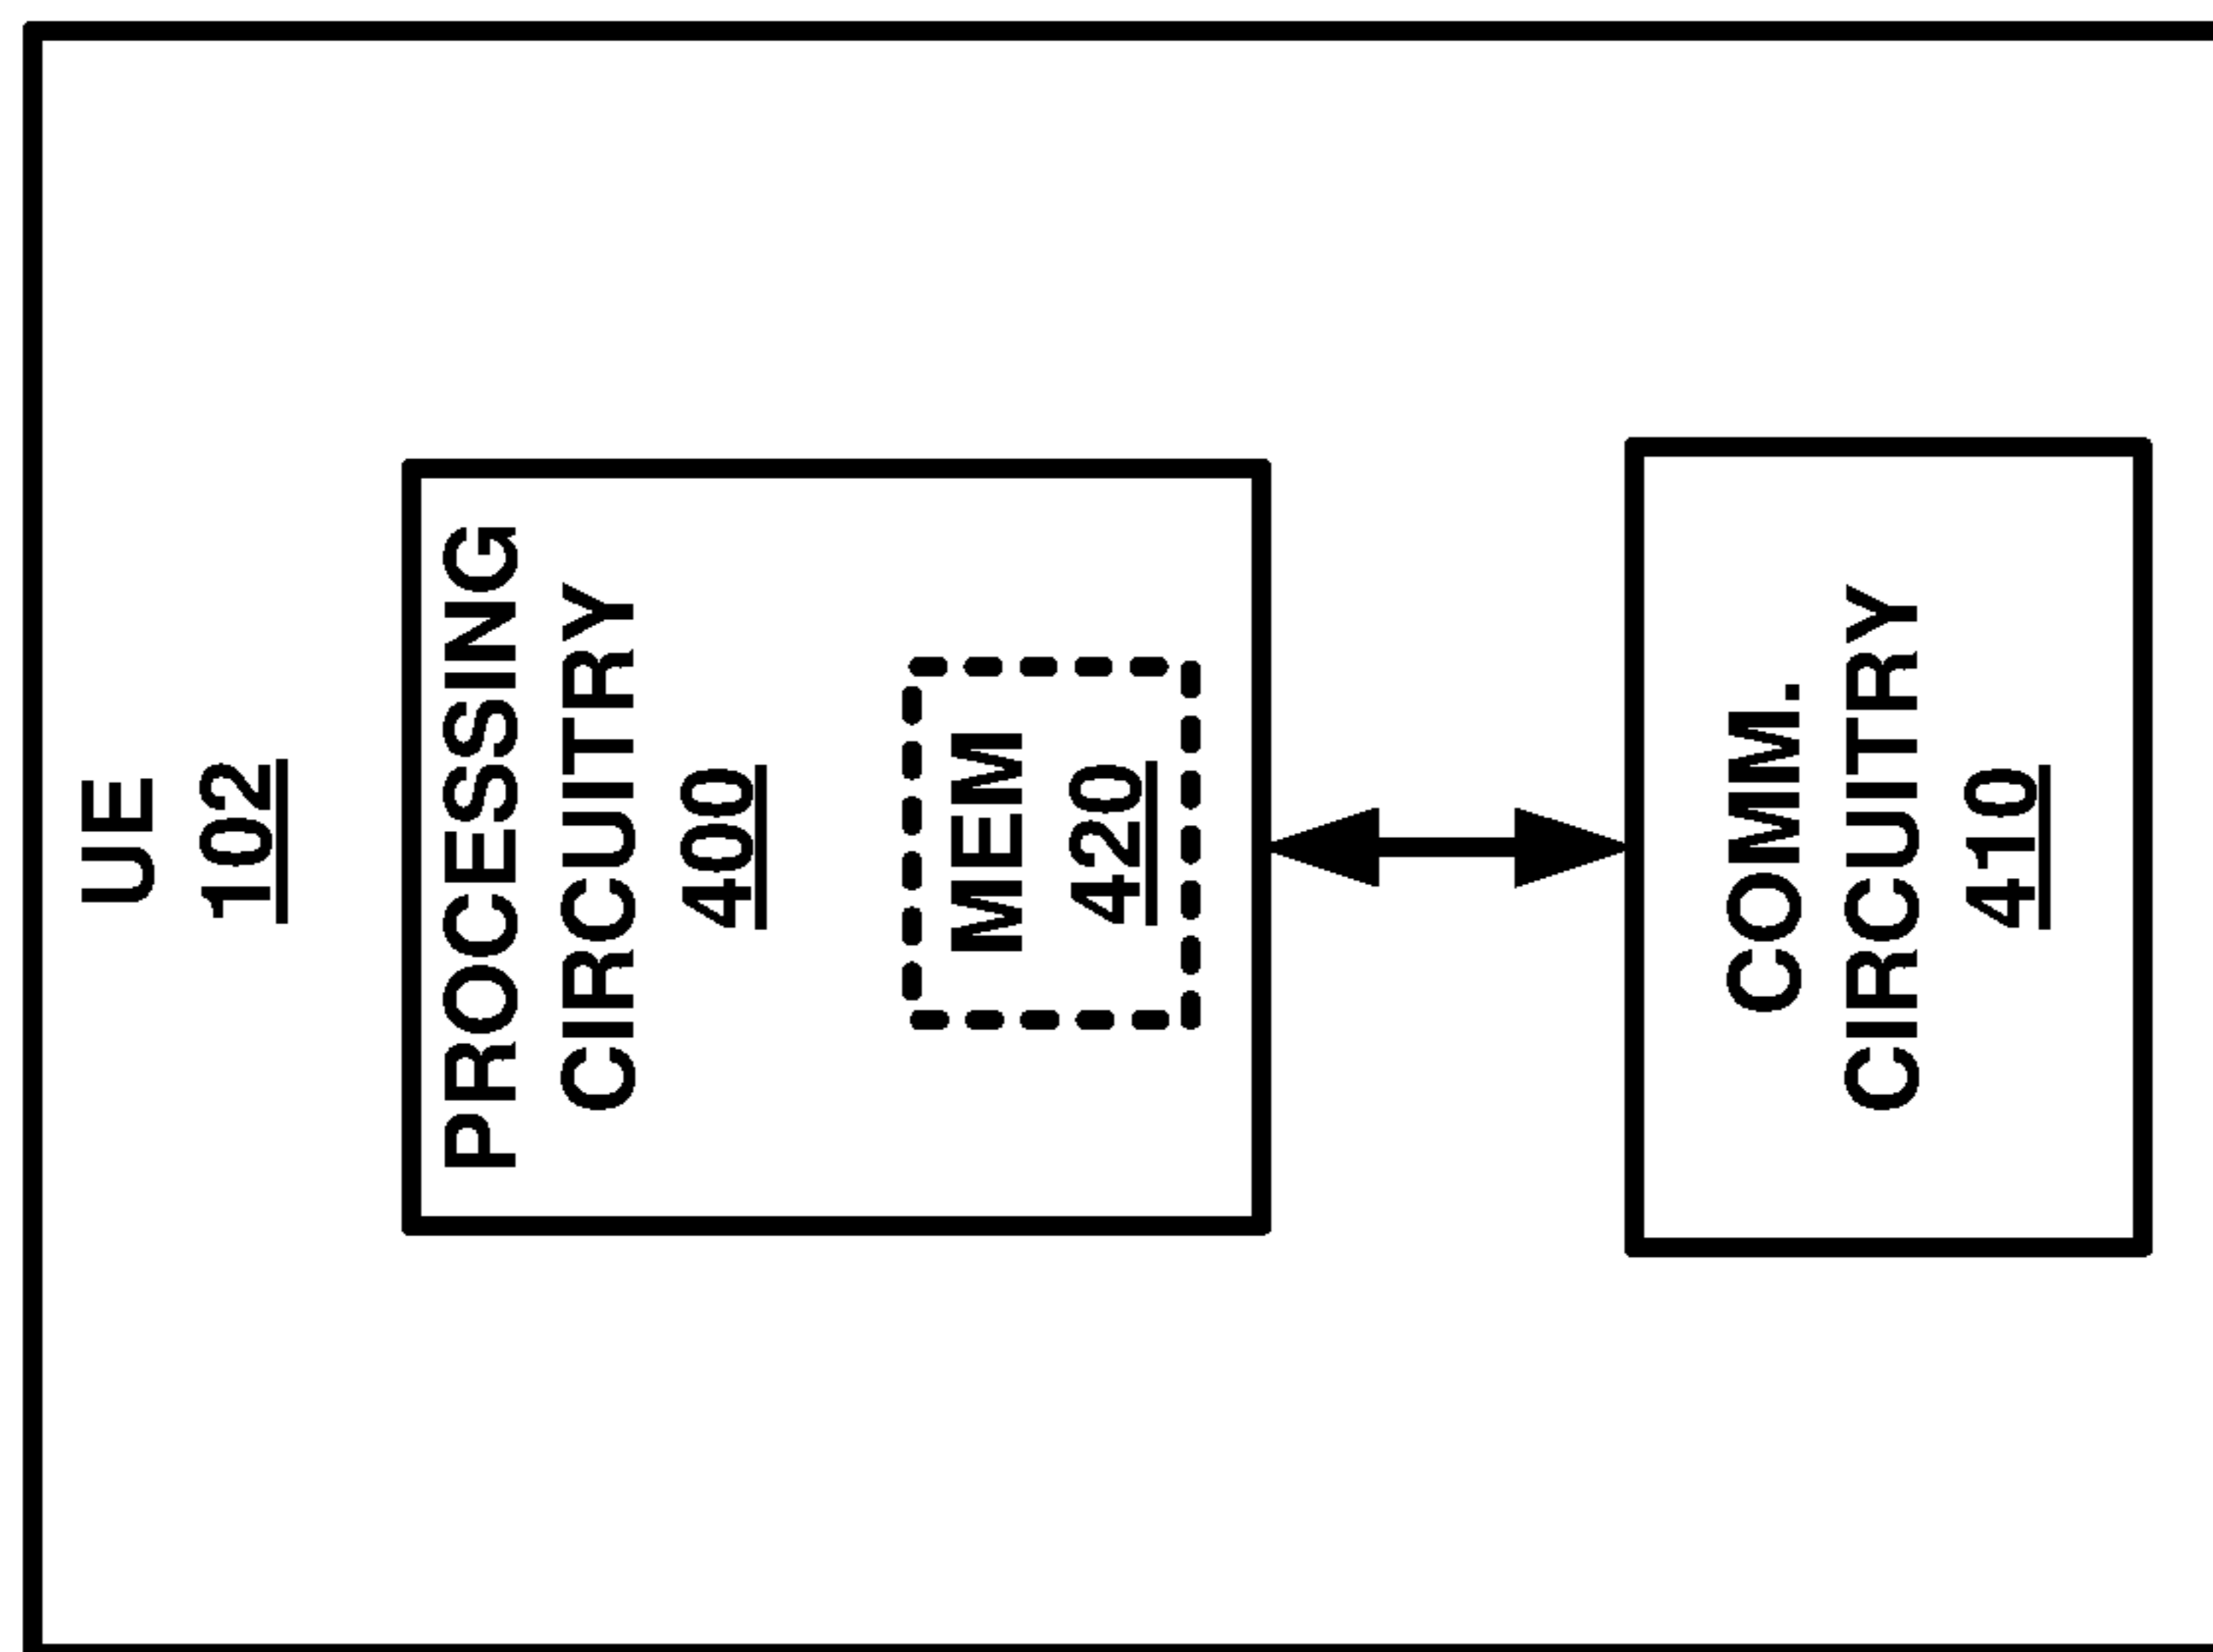 UE
102
PROCESSING
CIRCUITRY
400
MEM
420
COMM.
CIRCUITRY
410